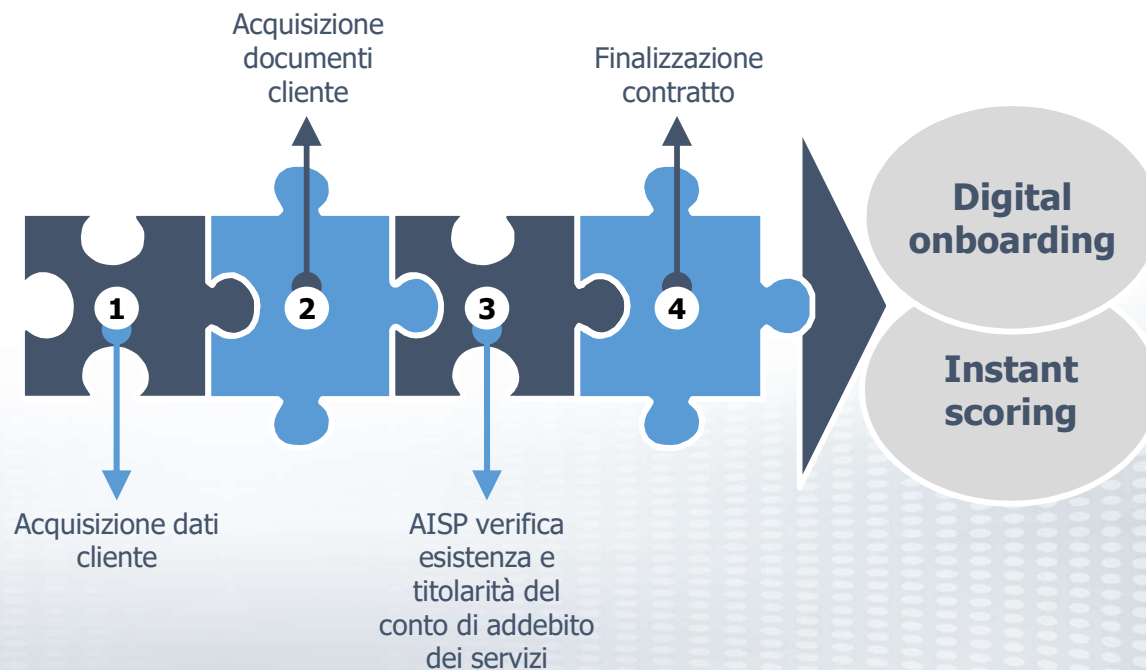 Acquisizione
documenti
cliente
Finalizzazione
contratto
1
2
3
4
Digital
onboarding
Instant
scoring
Acquisizione dati
cliente
AISP verifica
esistenza e
titolarità del
conto di addebito
dei servizi